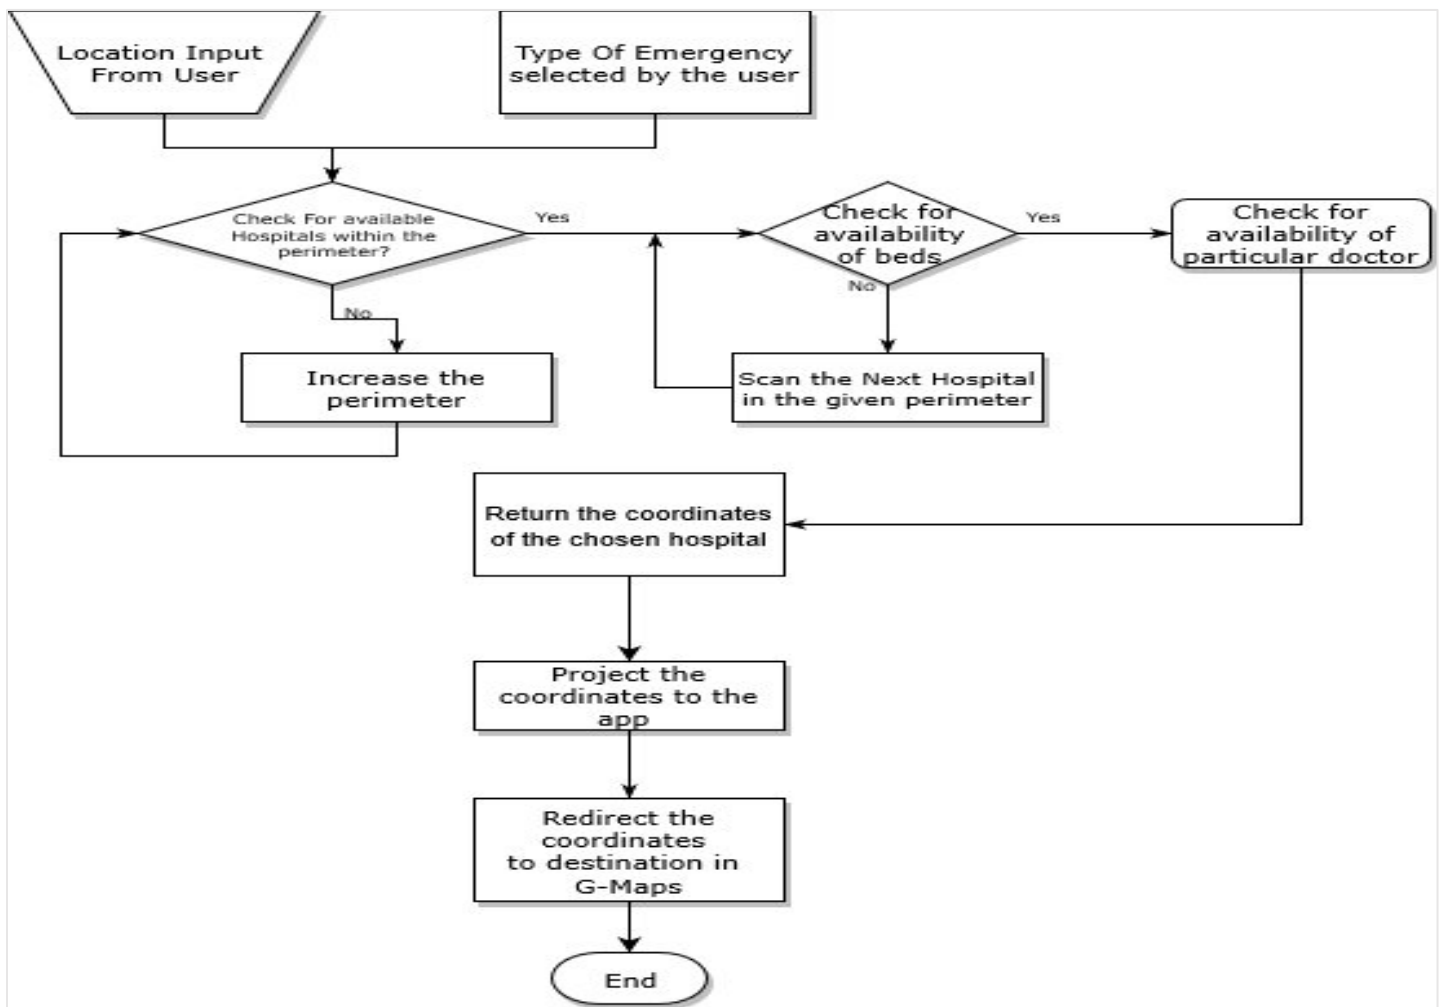 Location Input
From User
Type Of Emergency
selected by the user
Check For available
Hospitals within the
perimeter?
Yes
Check for
availability
of beds
Yes
Check for
availability of
particular doctor
No
No
Increase the
perimeter
Scan the Next Hospital
in the given perimeter
Return the coordinates
of the chosen hospital
Project the
coordinates to the
app
Redirect the
coordinates
to destination in
G-Maps
End